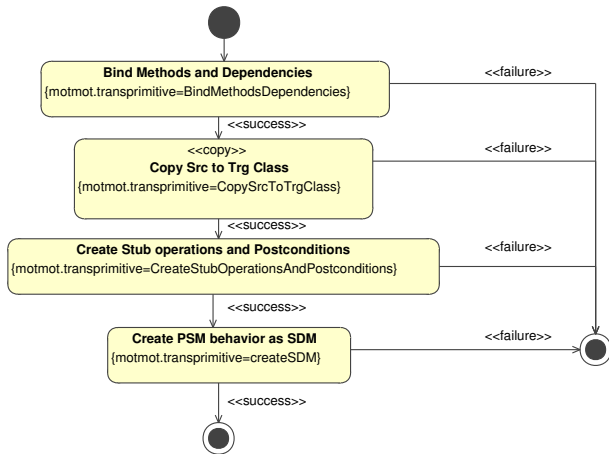 Bind Methods and Dependencies
{motmot.transprimitive=BindMethodsDependencies}
<<failure>>
<<success>>
<<copy>>
Copy Src to Trg Class
{motmot.transprimitive=CopySrcToTrgClass}
<<failure>>
<<success>>
Create Stub operations and Postconditions
{motmot.transprimitive=CreateStubOperationsAndPostconditions}
<<failure>>
<<success>>
Create PSM behavior as SDM
{motmot.transprimitive=createSDM}
<<failure>>
<<success>>